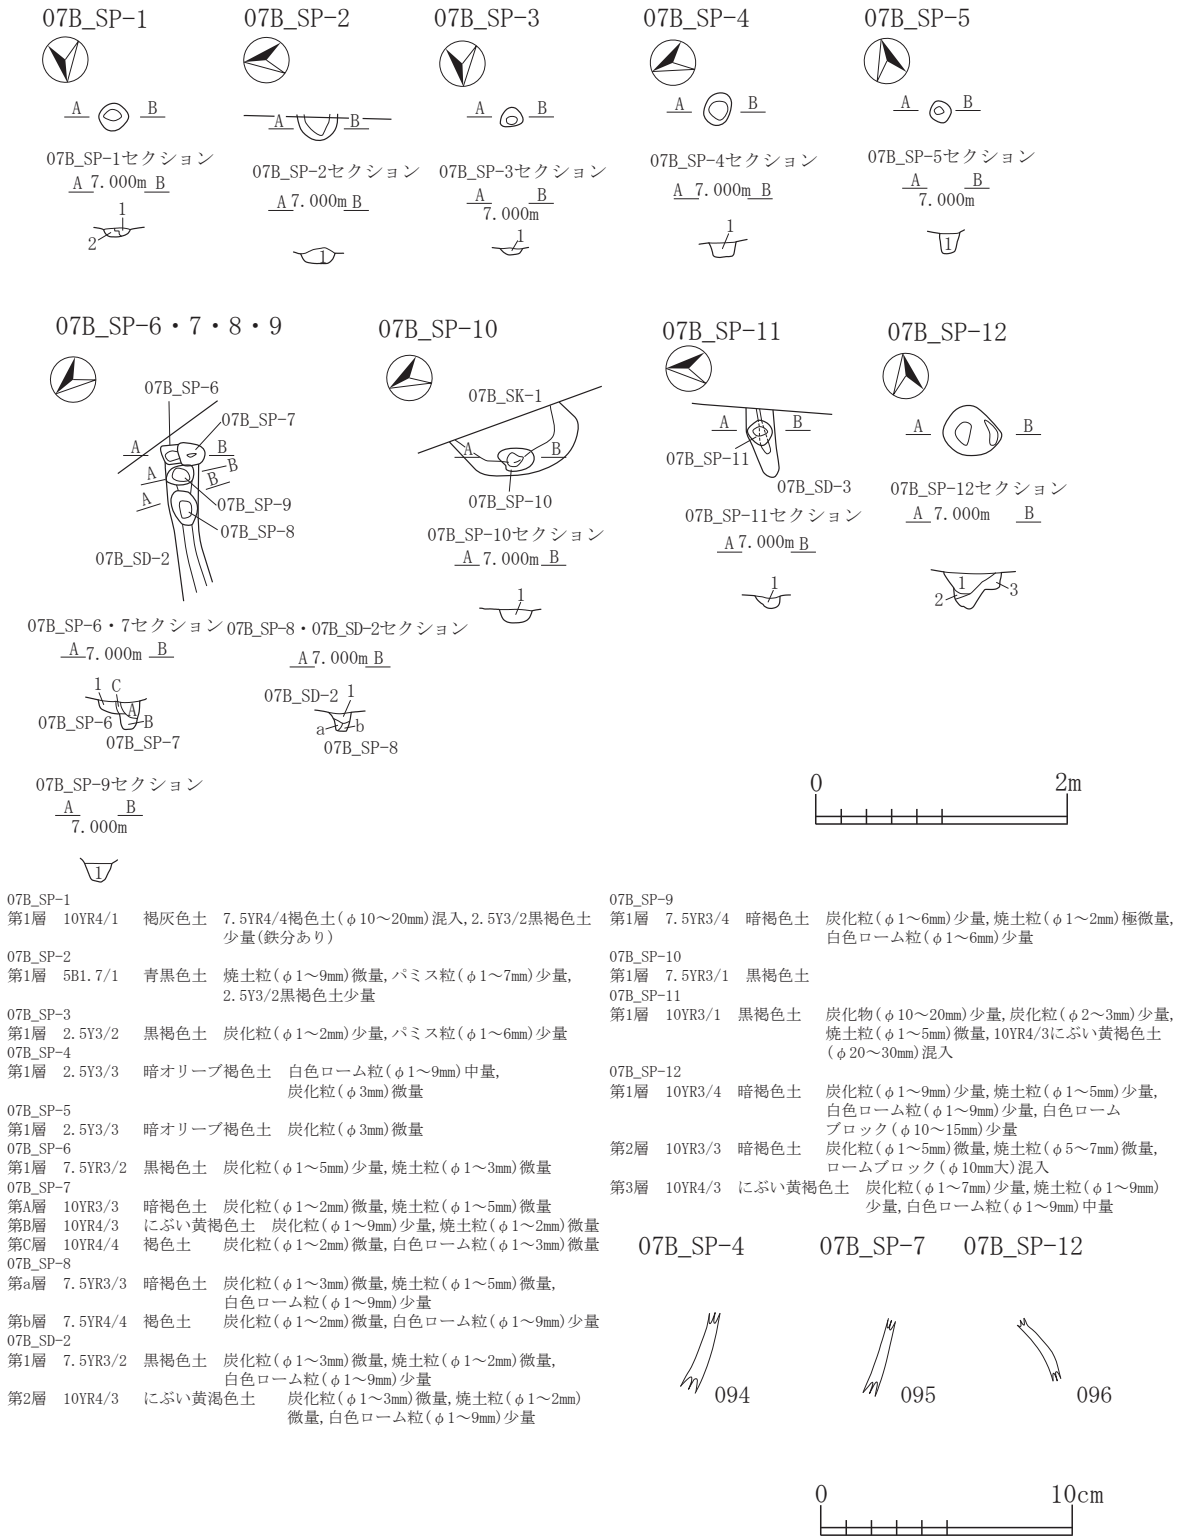 07B_SP-1
07B_SP-2
07B_SP-3
07B_SP-4
07B_SP-5
A B
A B
A B
A B
A B
07B_SP-1セクション
A 7.000m B
1
2
07B_SP-2セクション
A 7.000m B
1
07B_SP-3セクション
A B
7.000m
1
07B_SP-4セクション
A 7.000m B
1
07B_SP-5セクション
A B
7.000m
1
07B_SP-6・7・8・9
07B_SP-6
07B_SP-7
A B
A B
A B
07B_SP-9
07B_SP-8
07B_SD-2
07B_SP-10
07B_SK-1
A B
07B_SP-10
07B_SP-10セクション
A 7.000m B
1
07B_SP-11
A B
07B_SP-11
07B_SD-3
07B_SP-11セクション
A 7.000m B
1
07B_SP-12
A B
07B_SP-12セクション
A 7.000m B
1
2
3
07B_SP-6・7セクション
A 7.000m B
1 C
A
07B_SP-6
B
07B_SP-7
07B_SP-8・07B_SD-2セクション
A 7.000m B
07B_SD-2 1
a b
07B_SP-8
07B_SP-9セクション
A B
7.000m
1
0 2m
07B_SP-1
第1層 10YR4/1 褐灰色土 7.5YR4/4褐色土(φ10～20mm)混入,2.5Y3/2黒褐色土
少量(鉄分あり)
07B_SP-2
第1層 5B1.7/1 青黒色土 焼土粒(φ1～9mm)微量,パミス粒(φ1～7mm)少量,
2.5Y3/2黒褐色土少量
07B_SP-3
第1層 2.5Y3/2 黒褐色土 炭化粒(φ1～2mm)少量,パミス粒(φ1～6mm)少量
07B_SP-4
第1層 2.5Y3/3 暗オリーブ褐色土 白色ローム粒(φ1～9mm)中量,
炭化粒(φ3mm)微量
07B_SP-5
第1層 2.5Y3/3 暗オリーブ褐色土 炭化粒(φ3mm)微量
07B_SP-6
第1層 7.5YR3/2 黒褐色土 炭化粒(φ1～5mm)少量,焼土粒(φ1～3mm)微量
07B_SP-7
第A層 10YR3/3 暗褐色土 炭化粒(φ1～2mm)微量,焼土粒(φ1～5mm)微量
第B層 10YR4/3 にぶい黄褐色土 炭化粒(φ1～9mm)少量,焼土粒(φ1～2mm)微量
第C層 10YR4/4 褐色土 炭化粒(φ1～2mm)微量,白色ローム粒(φ1～3mm)微量
07B_SP-8
第a層 7.5YR3/3 暗褐色土 炭化粒(φ1～3mm)微量,焼土粒(φ1～5mm)微量,
白色ローム粒(φ1～9mm)少量
第b層 7.5YR4/4 褐色土 炭化粒(φ1～2mm)微量,白色ローム粒(φ1～9mm)少量
07B_SD-2
第1層 7.5YR3/2 黒褐色土 炭化粒(φ1～3mm)微量,焼土粒(φ1～2mm)微量,
白色ローム粒(φ1～9mm)少量
第2層 10YR4/3 にぶい黄渇色土 炭化粒(φ1～3mm)微量,焼土粒(φ1～2mm)
微量,白色ローム粒(φ1～9mm)少量
07B_SP-9
第1層 7.5YR3/4 暗褐色土 炭化粒(φ1～6mm)少量,焼土粒(φ1～2mm)極微量,
白色ローム粒(φ1～6mm)少量
07B_SP-10
第1層 7.5YR3/1 黒褐色土
07B_SP-11
第1層 10YR3/1 黒褐色土 炭化物(φ10～20mm)少量,炭化粒(φ2～3mm)少量,
焼土粒(φ1～5mm)微量,10YR4/3にぶい黄褐色土
(φ20～30mm)混入
07B_SP-12
第1層 10YR3/4 暗褐色土 炭化粒(φ1～9mm)少量,焼土粒(φ1～5mm)少量,
白色ローム粒(φ1～9mm)少量,白色ローム
ブロック(φ10～15mm)少量
第2層 10YR3/3 暗褐色土 炭化粒(φ1～5mm)微量,焼土粒(φ5～7mm)微量,
ロームブロック(φ10mm大)混入
第3層 10YR4/3 にぶい黄褐色土 炭化粒(φ1～7mm)少量,焼土粒(φ1～9mm)
少量,白色ローム粒(φ1～9mm)中量
07B_SP-4
07B_SP-7
07B_SP-12
094
095
096
0 10cm